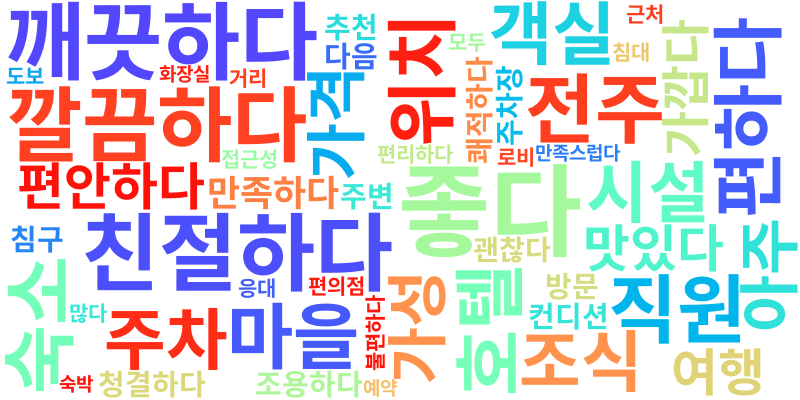 깨끗하다
추천
다음
모두
객실
근처
침대
가깝다
편하다
도보
화장실
거리
가격
위치
쾌적하다
주차장
전주
깔끔하다
접근성
편리하다
로비
만족스럽다
편안하다
만족하다
주변
좋다
시설
침구
친절하다
괜찮다
맛있다
아주
숙소
응대
편의점
가성
호텔
방문
직원
많다
주차
마을
불편하다
컨디션
조식
여행
숙박
청결하다
조용하다
예약